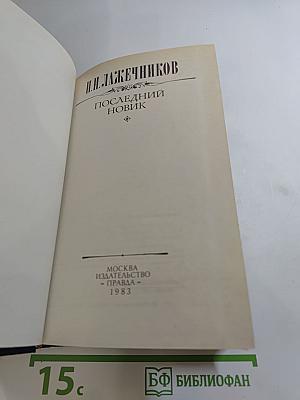 И.И. ЛАЖЕЧНИКОВ
ПОСЛЕДНИЙ
НОВИК
МОСКВА
ИЗДАТЕЛЬСТВО
«ПРАВДА»
1983
15с
БФ БИБЛИОФАН